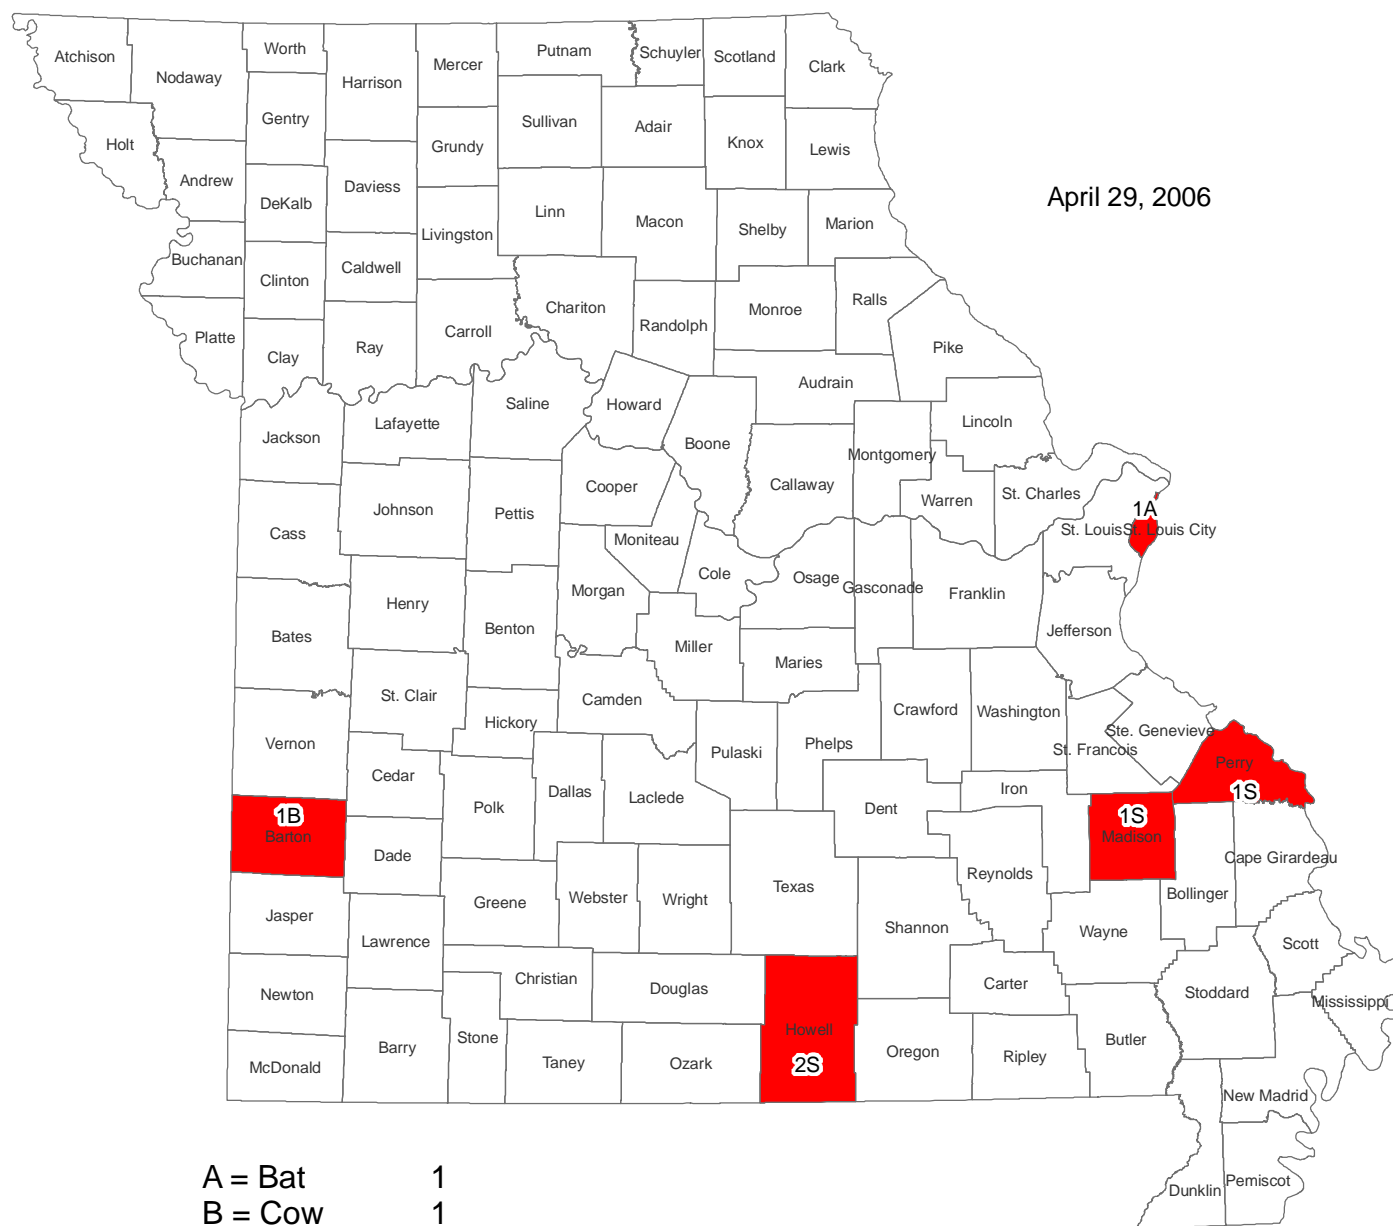 Atchison
Nodaway
Worth
Harrison
Mercer
Putnam
Schuyler
Scotland
Clark
Holt
Gentry
Sullivan
Adair
Knox
Lewis
Andrew
DeKalb
Daviess
Grundy
Linn
Macon
Shelby
Marion
April 29, 2006
Livingston
Buchanan
Clinton
Caldwell
Chariton
Randolph
Monroe
Ralls
Platte
Clay
Ray
Carroll
Pike
Audrain
Jackson
Lafayette
Saline
Howard
Boone
Lincoln
Montgomery
Callaway
Cooper
Warren
St. Charles
Cass
Johnson
Pettis
Moniteau
1A
St. Louis
St. Louis City
Cole
Osage
Gasconade
Franklin
Morgan
Henry
Bates
Benton
Miller
Maries
Jefferson
St. Clair
Camden
Hickory
Crawford
Washington
Vernon
Pulaski
Phelps
St. Francois
Ste. Genevieve
Perry
1S
Cedar
Polk
Dallas
Laclede
Dent
Iron
1B
Barton
1S
Madison
Dade
Cape Girardeau
Reynolds
Texas
Jasper
Greene
Webster
Wright
Bollinger
Lawrence
Shannon
Wayne
Scott
Newton
Christian
Douglas
Carter
Stoddard
Mississippi
Howell
2S
McDonald
Barry
Stone
Taney
Ozark
Oregon
Ripley
Butler
New Madrid
Dunklin
Pemiscot
A = Bat 1
B = Cow 1